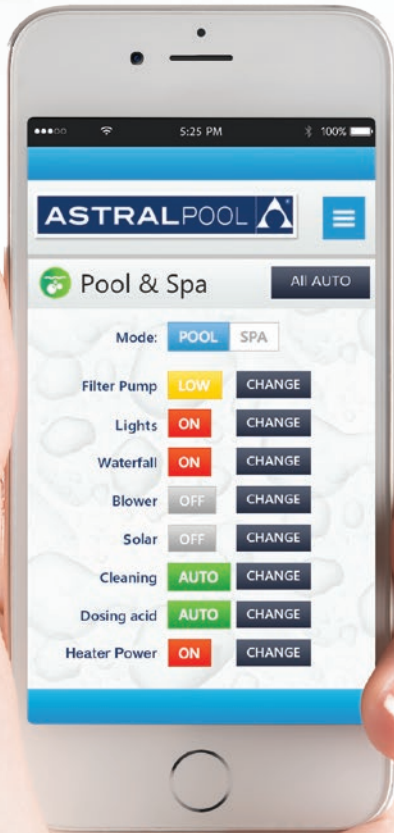 5:25 PM 100%
ASTRALPOOL
Pool & Spa All AUTO
Mode: POOL SPA
Filter Pump LOW CHANGE
Lights ON CHANGE
Waterfall ON CHANGE
Blower OFF CHANGE
Solar OFF CHANGE
Cleaning AUTO CHANGE
Dosing acid AUTO CHANGE
Heater Power ON CHANGE